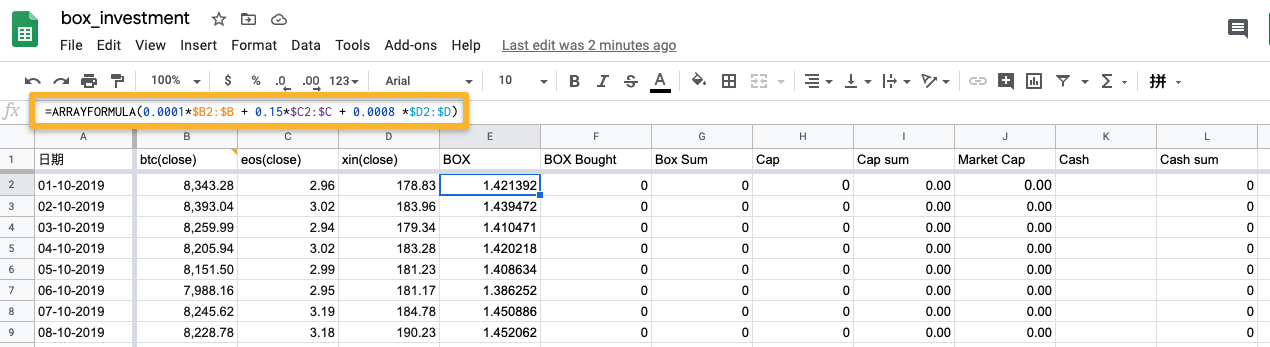 box_investment
File Edit View Insert Format Data Tools Add-ons Help Last edit was 2 minutes ago
100% $ % .0 .00 123 Arial 10 B I S A 拼
fx =ARRAYFORMULA(0.0001*$B2:$B + 0.15*$C2:$C + 0.0008 *$D2:$D)
A B C D E F G H I J K L
1 日期 btc(close) eos(close) xin(close) BOX BOX Bought Box Sum Cap Cap sum Market Cap Cash Cash sum
2 01-10-2019 8,343.28 2.96 178.83 1.421392 0 0 0 0.00 0.00 0
3 02-10-2019 8,393.04 3.02 183.96 1.439472 0 0 0 0.00 0.00 0
4 03-10-2019 8,259.99 2.94 179.34 1.410471 0 0 0 0.00 0.00 0
5 04-10-2019 8,205.94 3.02 183.28 1.420218 0 0 0 0.00 0.00 0
6 05-10-2019 8,151.50 2.99 181.23 1.408634 0 0 0 0.00 0.00 0
7 06-10-2019 7,988.16 2.95 181.17 1.386252 0 0 0 0.00 0.00 0
8 07-10-2019 8,245.62 3.19 184.78 1.450886 0 0 0 0.00 0.00 0
9 08-10-2019 8,228.78 3.18 190.23 1.452062 0 0 0 0.00 0.00 0